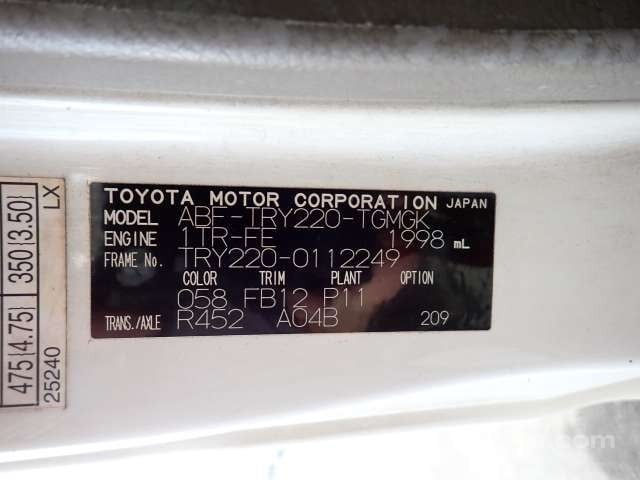 TOYOTA MOTOR CORPORATION JAPAN
MODEL ABF-TRY220-TGMGK
ENGINE 1TR-FE 1998 mL
FRAME No. TRY220-0112249
COLOR TRIM PLANT OPTION
058 FB12 P11
TRANS./AXLE R452 A04B 209
475(4.75) 350(3.50)
25240 LX
.com